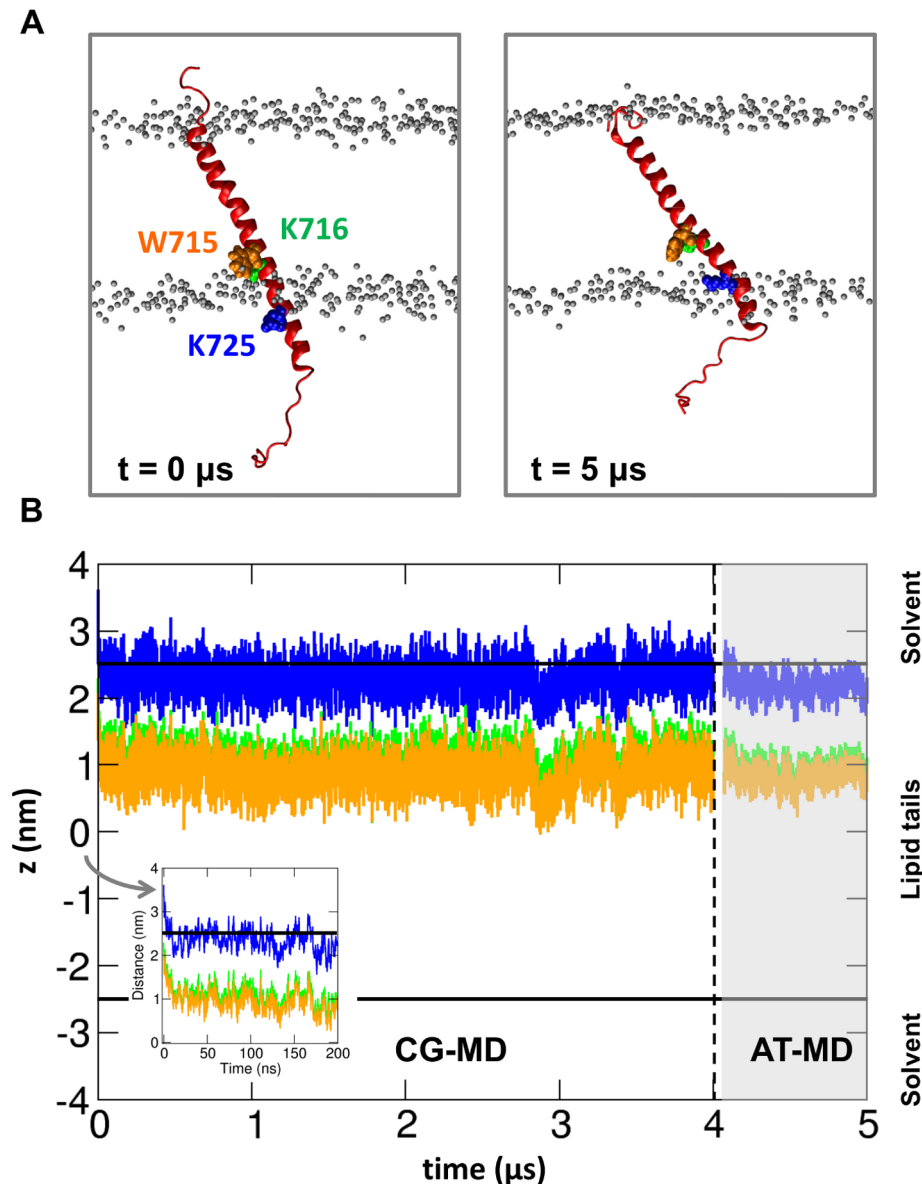 A
W715
K716
K725
t = 0 µs
t = 5 µs
B
4
3
2
1
0
-1
-2
-3
-4
z (nm)
Solvent
Lipid tails
Solvent
4
3
2
1
0
Distance (nm)
0 50 100 150 200
Time (ns)
CG-MD
AT-MD
0 1 2 3 4 5
time (µs)